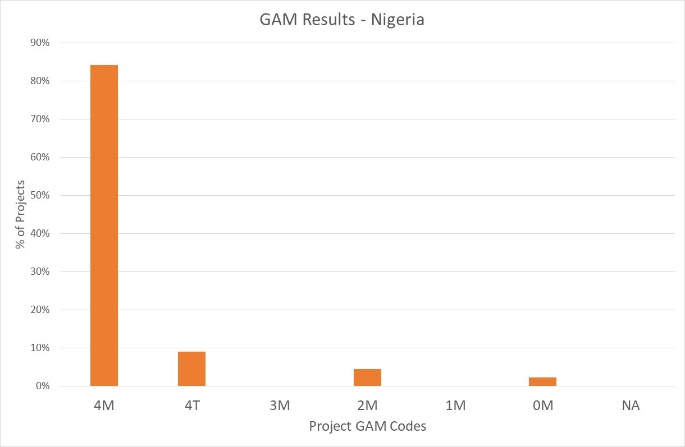 GAM Results - Nigeria
90%
80%
70%
60%
50%
40%
30%
20%
10%
0%
% of Projects
4M 4T 3M 2M 1M 0M NA
Project GAM Codes